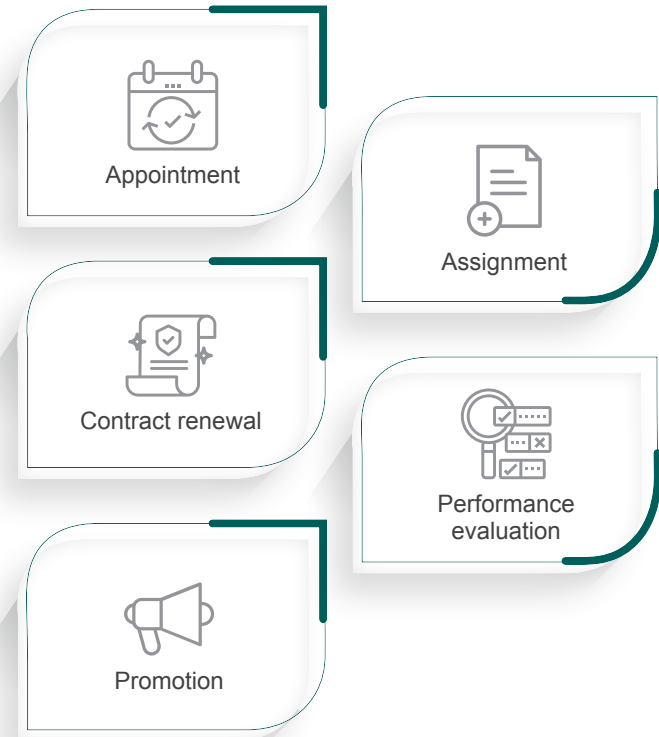 Appointment
Assignment
Contract renewal
Performance
evaluation
Promotion